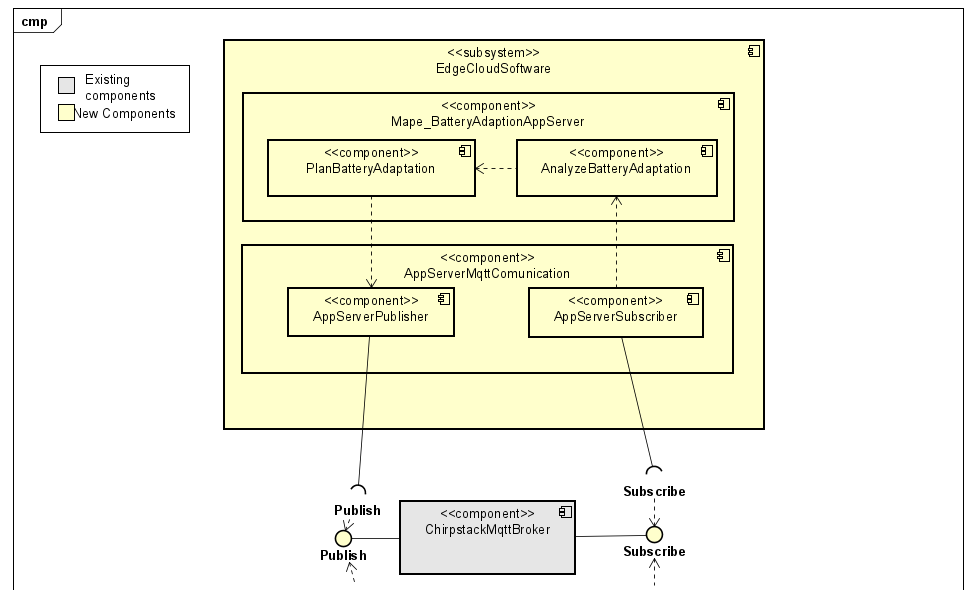 cmp
Existing
components
New Components
<<subsystem>>
EdgeCloudSoftware
<<component>>
Mape_BatteryAdaptionAppServer
<<component>>
PlanBatteryAdaptation
<<component>>
AnalyzeBatteryAdaptation
<<component>>
AppServerMqttComunication
<<component>>
AppServerPublisher
<<component>>
AppServerSubscriber
Publish
Subscribe
<<component>>
ChirpstackMqttBroker
Publish
Subscribe